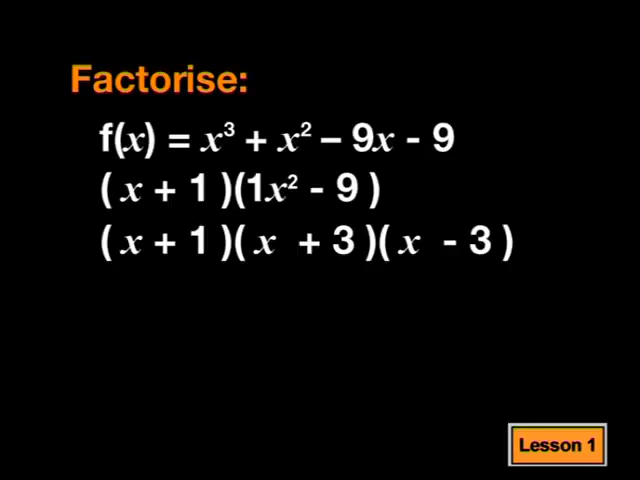 Factorise:
f(x) = x³ + x² – 9x - 9
( x + 1 )(1x² - 9 )
( x + 1 )( x + 3 )( x - 3 )
Lesson 1